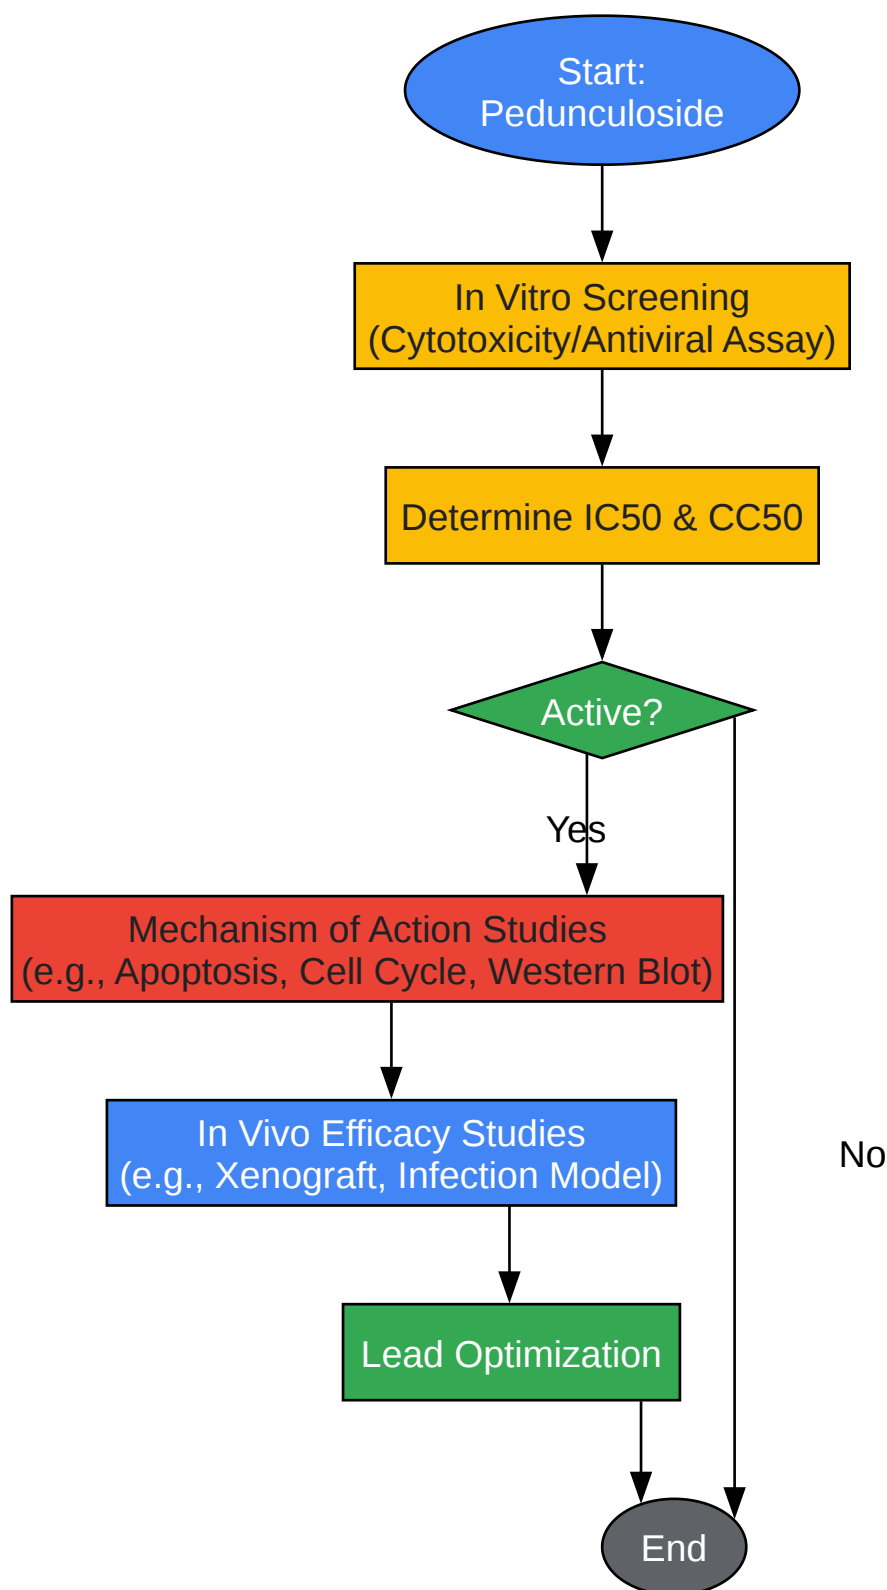 Start:
Pedunculoside
In Vitro Screening
(Cytotoxicity/Antiviral Assay)
Determine IC50 & CC50
Active?
Yes
Mechanism of Action Studies
(e.g., Apoptosis, Cell Cycle, Western Blot)
In Vivo Efficacy Studies
(e.g., Xenograft, Infection Model)
No
Lead Optimization
End